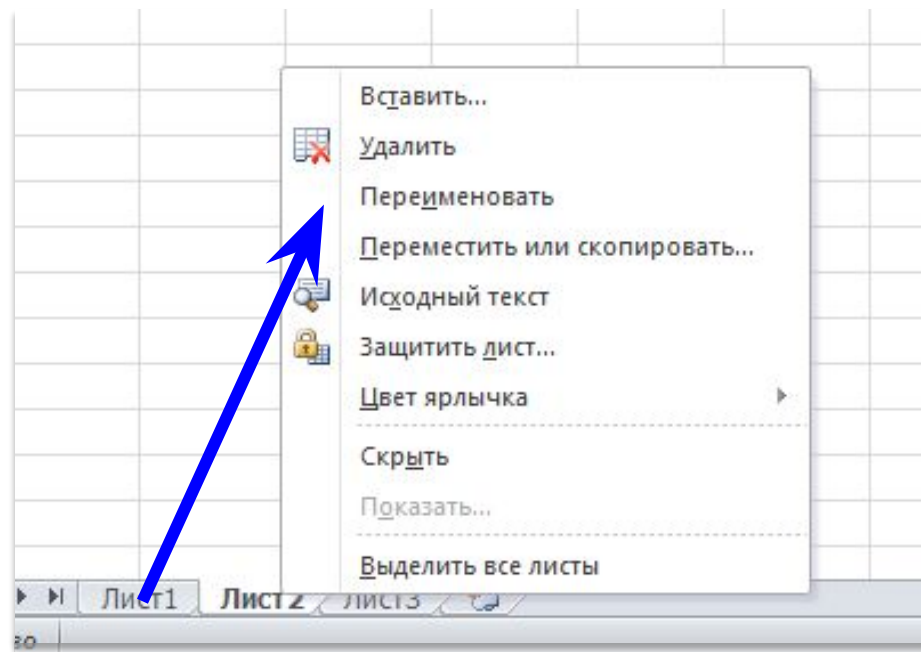 Вставить...
Удалить
Переименовать
Переместить или скопировать...
Исходный текст
Защитить лист...
Цвет ярлычка
Скрыть
Показать...
Выделить все листы
Лист1 Лист2 Лист3